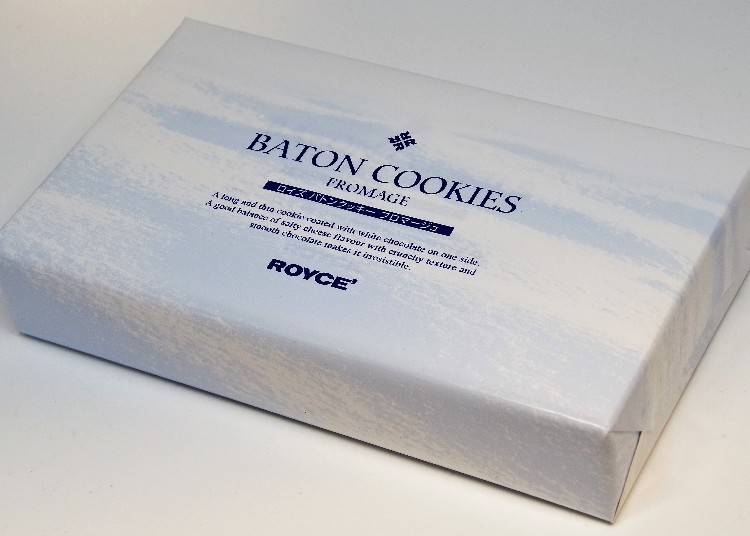 BATON COOKIES
FROMAGE
ロイズ バトンクッキー フロマージュ
A long and thin cookie coated with white chocolate on one side.
A good balance of salty cheese flavour with crunchy texture and
smooth chocolate makes it irresistible.
ROYCE'